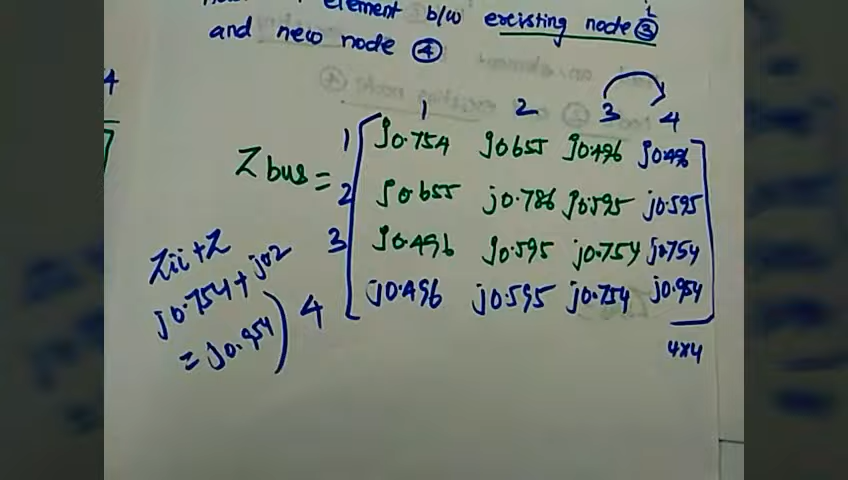 element b/w excisting node ③
and new node ④
1 2 3 4
Zbus =
1 j0.754 j0.655 j0.496 j0.496
2 j0.655 j0.786 j0.595 j0.595
3 j0.496 j0.595 j0.754 j0.754
4 j0.496 j0.595 j0.754 j0.954
4x4
Zii + Z
j0.754 + j0.2
= j0.954)